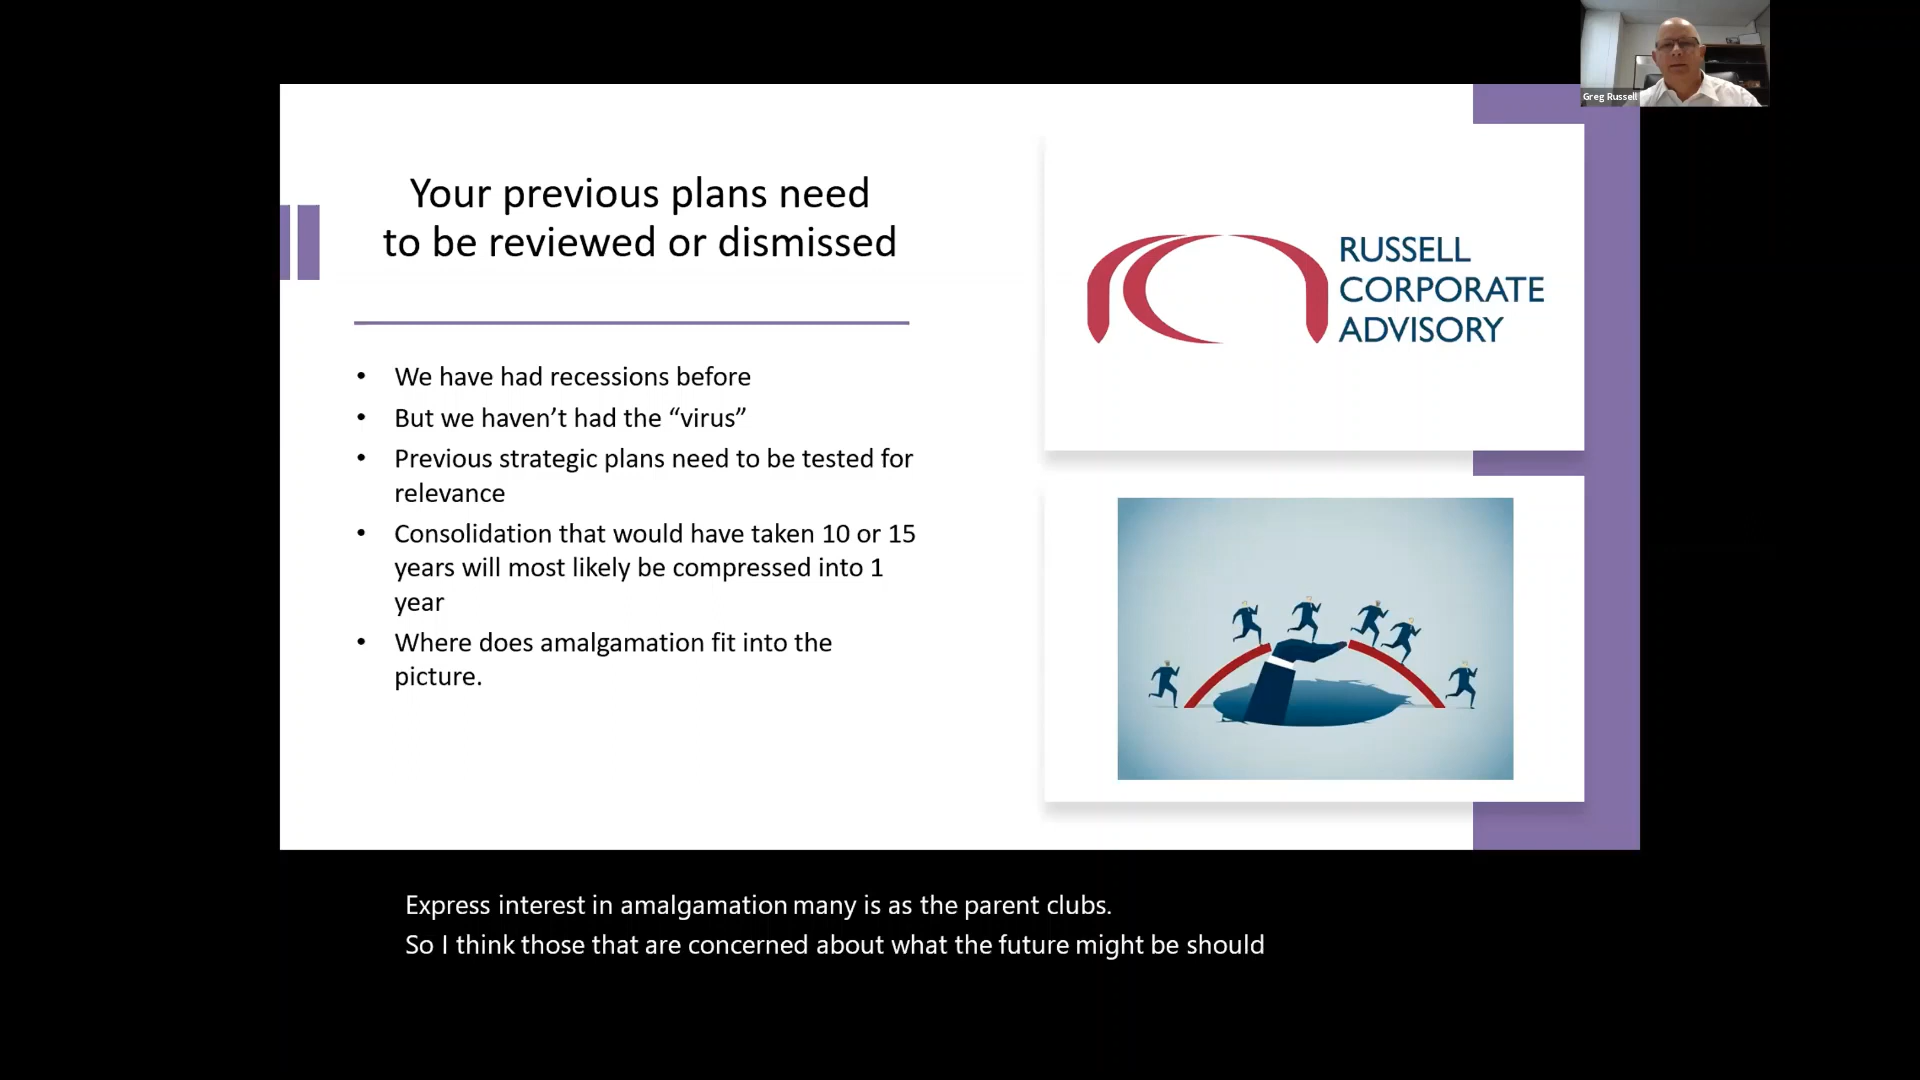 Greg Russell
Your previous plans need
to be reviewed or dismissed
RUSSELL
CORPORATE
ADVISORY
• We have had recessions before
• But we haven’t had the “virus”
• Previous strategic plans need to be tested for
relevance
• Consolidation that would have taken 10 or 15
years will most likely be compressed into 1
year
• Where does amalgamation fit into the
picture.
Express interest in amalgamation many is as the parent clubs.
So I think those that are concerned about what the future might be should